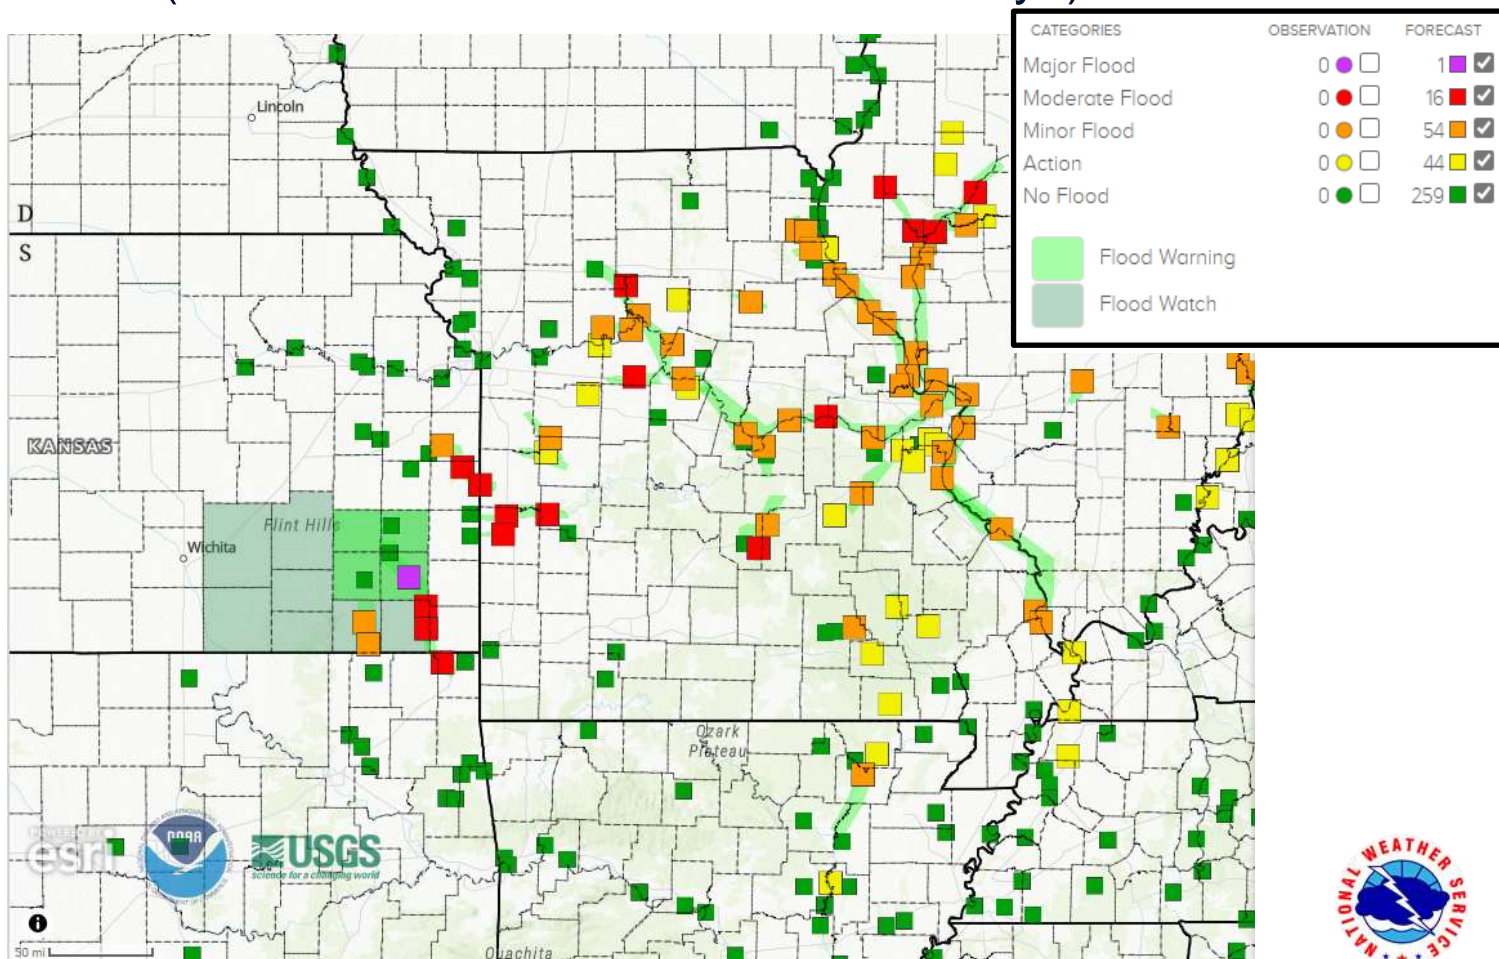 CATEGORIES OBSERVATION FORECAST
Major Flood 0 1
Moderate Flood 0 16
Minor Flood 0 54
Action 0 44
No Flood 0 259
Flood Warning
Flood Watch
Lincoln
D
S
KANSAS
Flint Hills
Wichita
Ozark
Plateau
POWERED BY
esri
NOAA
USGS
science for a changing world
50 mi
Ouachita
NATIONAL WEATHER SERVICE